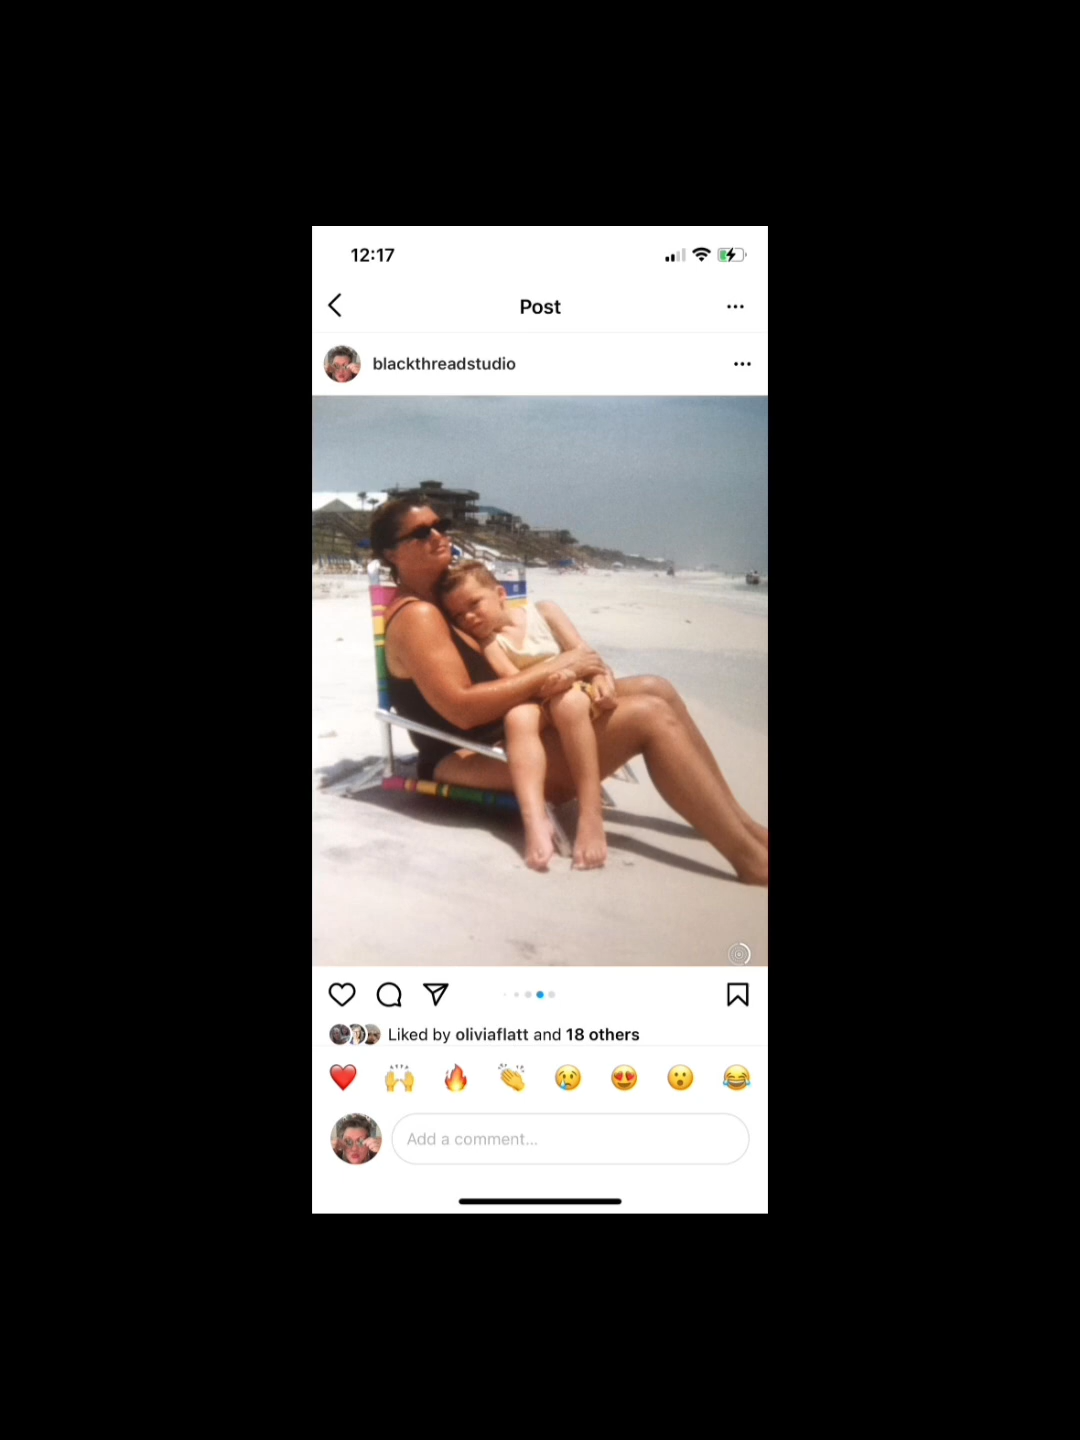 12:17
Post
blackthreadstudio
Liked by oliviaflatt and 18 others
Add a comment...